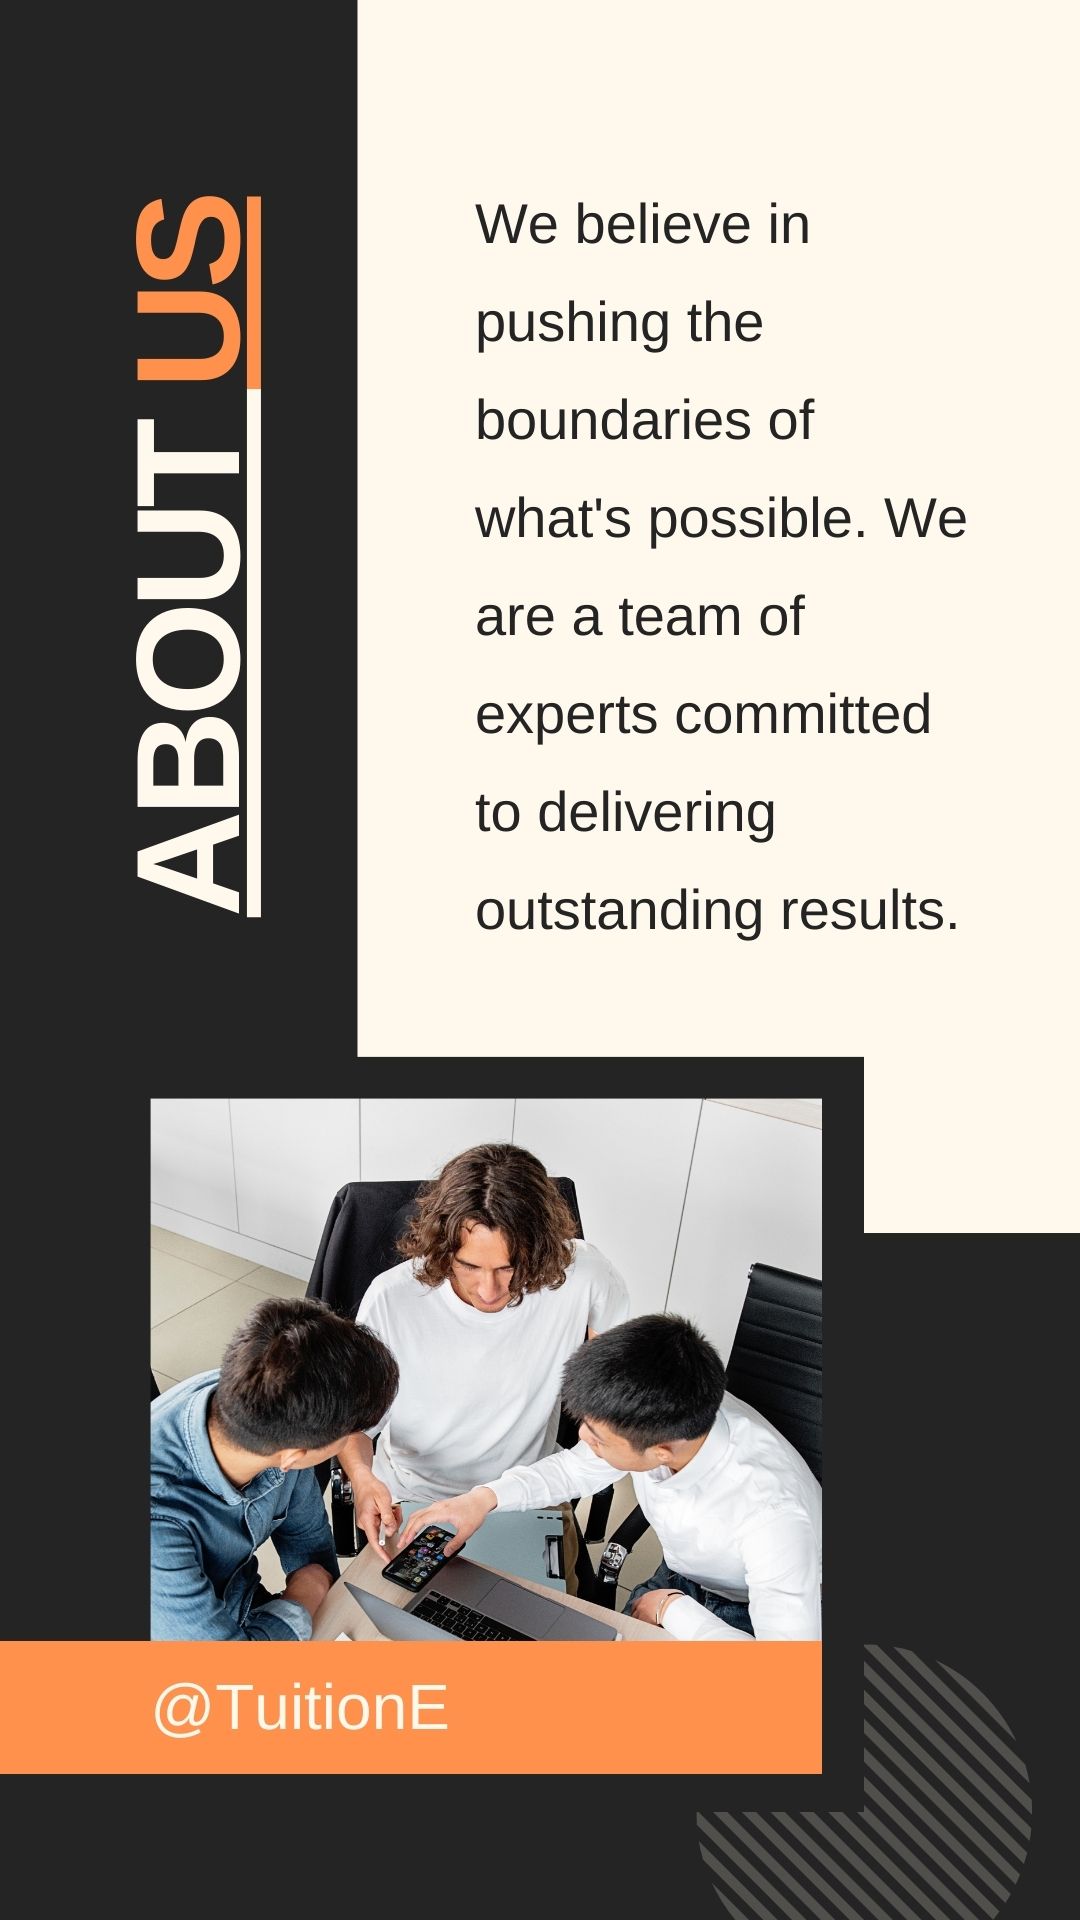 ABOUT US
We believe in
pushing the
boundaries of
what's possible. We
are a team of
experts committed
to delivering
outstanding results.
@TuitionE